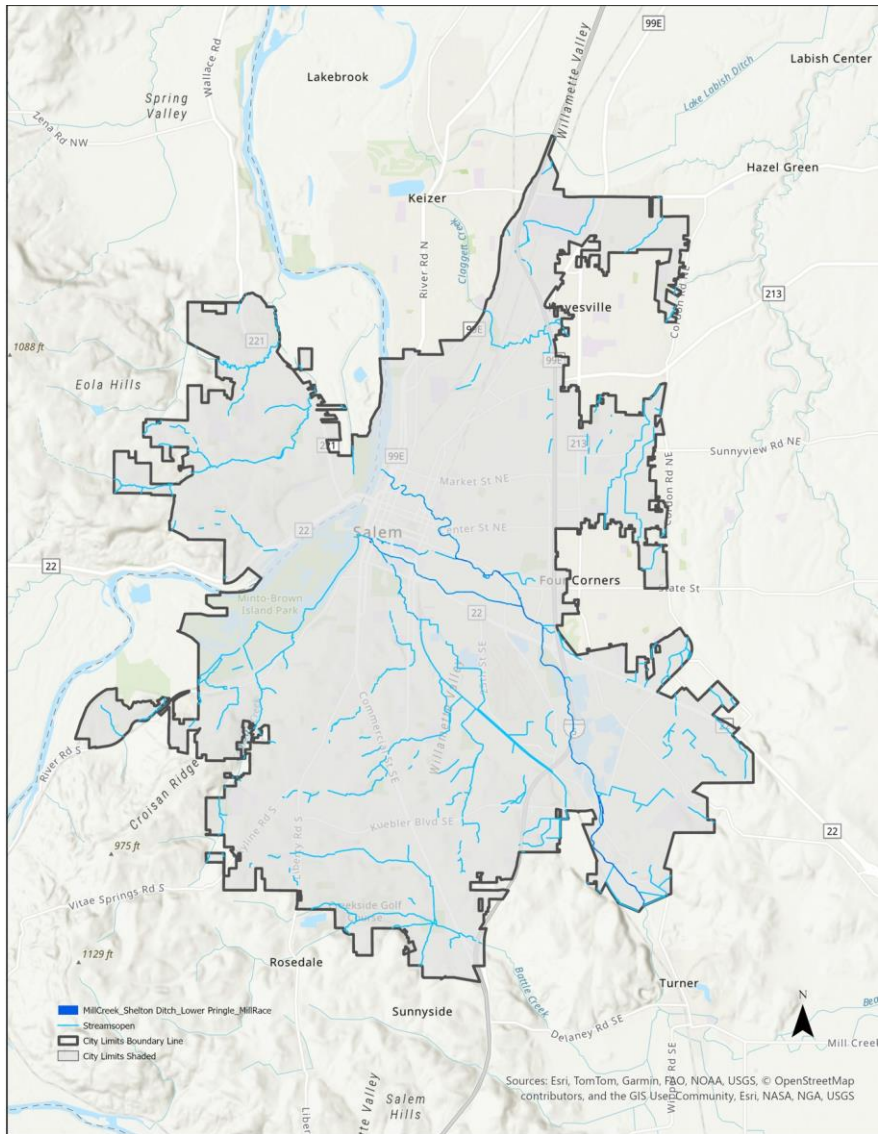 99E
Willamette Valley
Labish Center
Wallace Rd
Lakebrook
Lake Labish Ditch
Spring
Valley
Zena Rd NW
Hazel Green
Keizer
River Rd N
Claggen Creek
Cordon Rd NE
213
99E
1088 ft
221
99E
Eola Hills
99E
213
Sunnyview Rd NE
Cordon Rd NE
Market St NE
22
Salem
Center St NE
22
Four Corners
State St
Minto-Brown
Island Park
22
25th St SE
Willamette Valley
Commercial St SE
5
River Rd S
Croisan Ridge
975 ft
Kuebler Blvd SE
Liberty Rd S
22
Vitae Springs Rd S
1129 ft
Rosedale
Battle Creek
Turner
Sunnyside
Delaney Rd SE
N
Mill Creek
MillCreek_Shelton Ditch_Lower Pringle_MillRace
Streamsopen
City Limits Boundary Line
City Limits Shaded
Salem
Hills
Sources: Esri, TomTom, Garmin, FAO, NOAA, USGS, © OpenStreetMap
contributors, and the GIS User Community, Esri, NASA, NGA, USGS